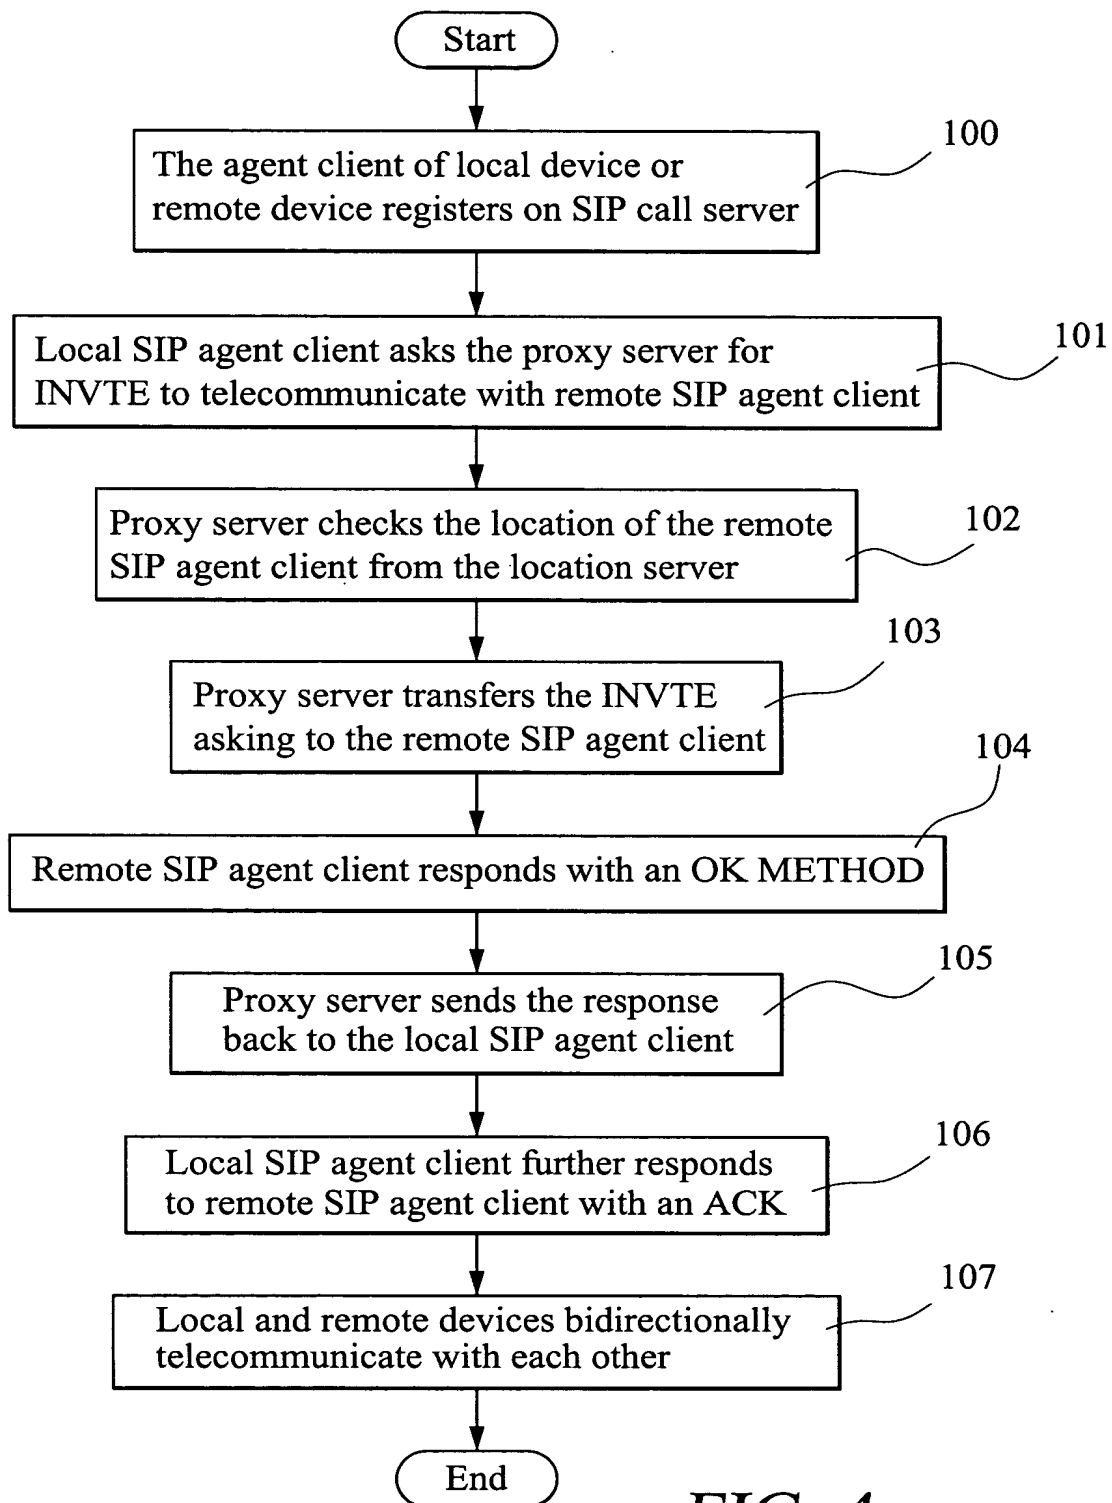 Start
100
The agent client of local device or
remote device registers on SIP call server
101
Local SIP agent client asks the proxy server for
INVTE to telecommunicate with remote SIP agent client
102
Proxy server checks the location of the remote
SIP agent client from the location server
103
Proxy server transfers the INVTE
asking to the remote SIP agent client
104
Remote SIP agent client responds with an OK METHOD
105
Proxy server sends the response
back to the local SIP agent client
106
Local SIP agent client further responds
to remote SIP agent client with an ACK
107
Local and remote devices bidirectionally
telecommunicate with each other
End